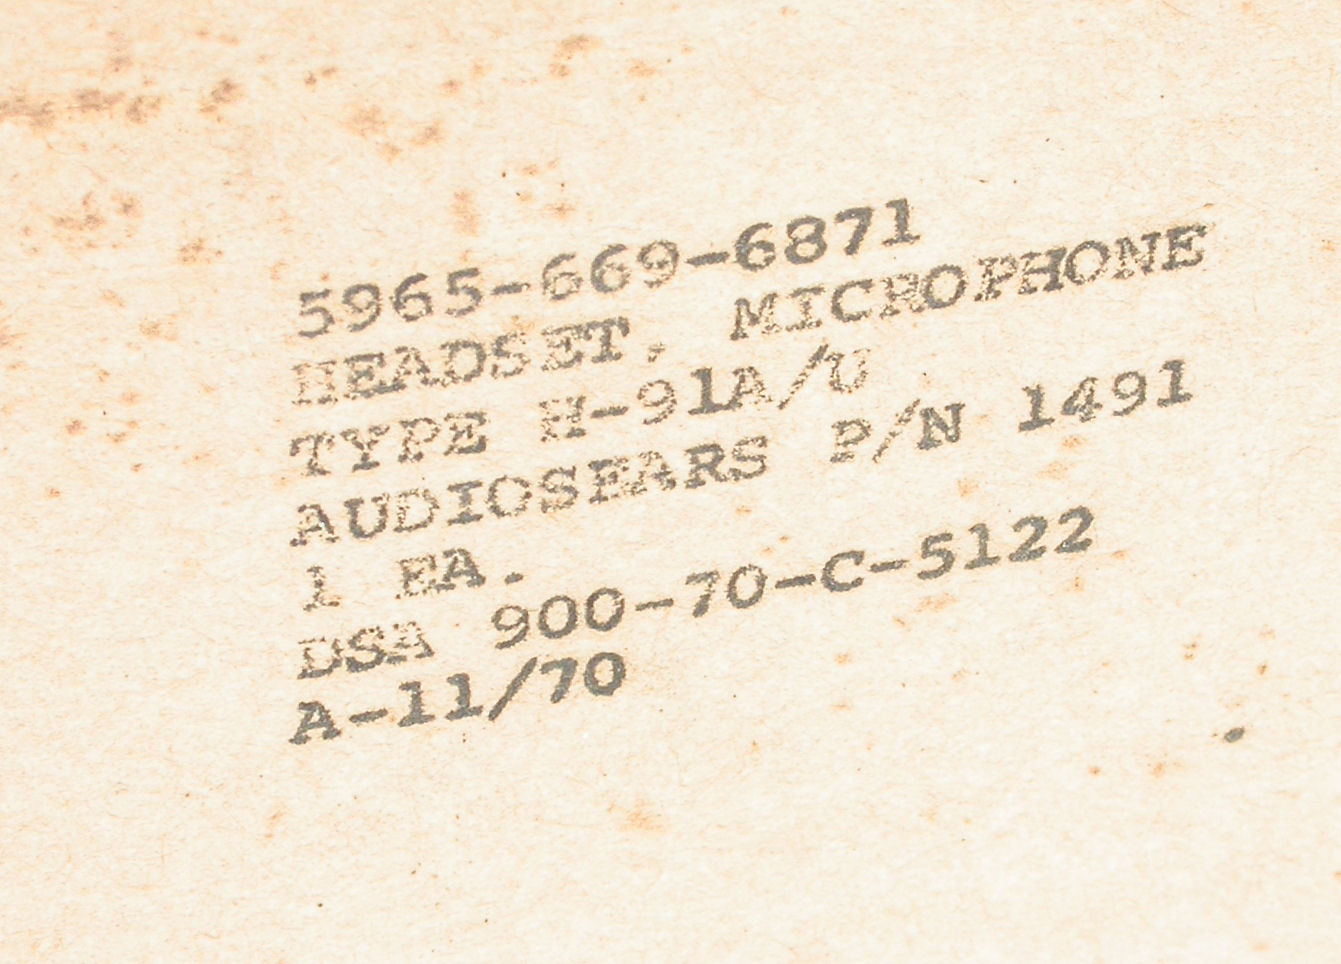 5965-669-6871
HEADSET, MICROPHONE
TYPE H-91A/U
AUDIOSEARS P/N 1491
1 EA.
DSA 900-70-C-5122
A-11/70